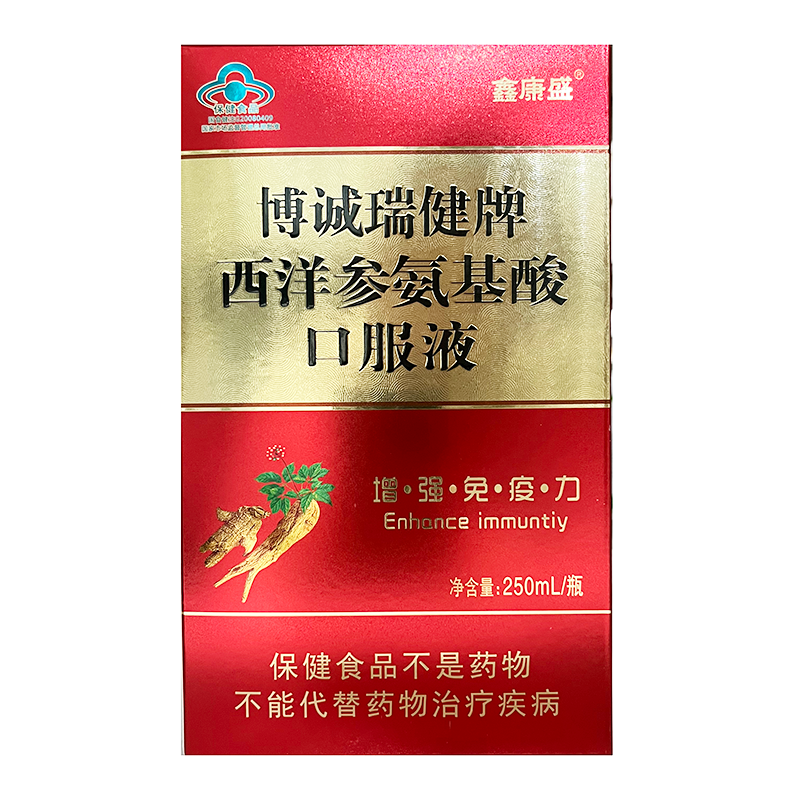 保健食品
鑫康盛®
博诚瑞健牌
西洋参氨基酸
口服液
增·强·免·疫·力
Enhance immuntiy
净含量:250mL/瓶
保健食品不是药物
不能代替药物治疗疾病